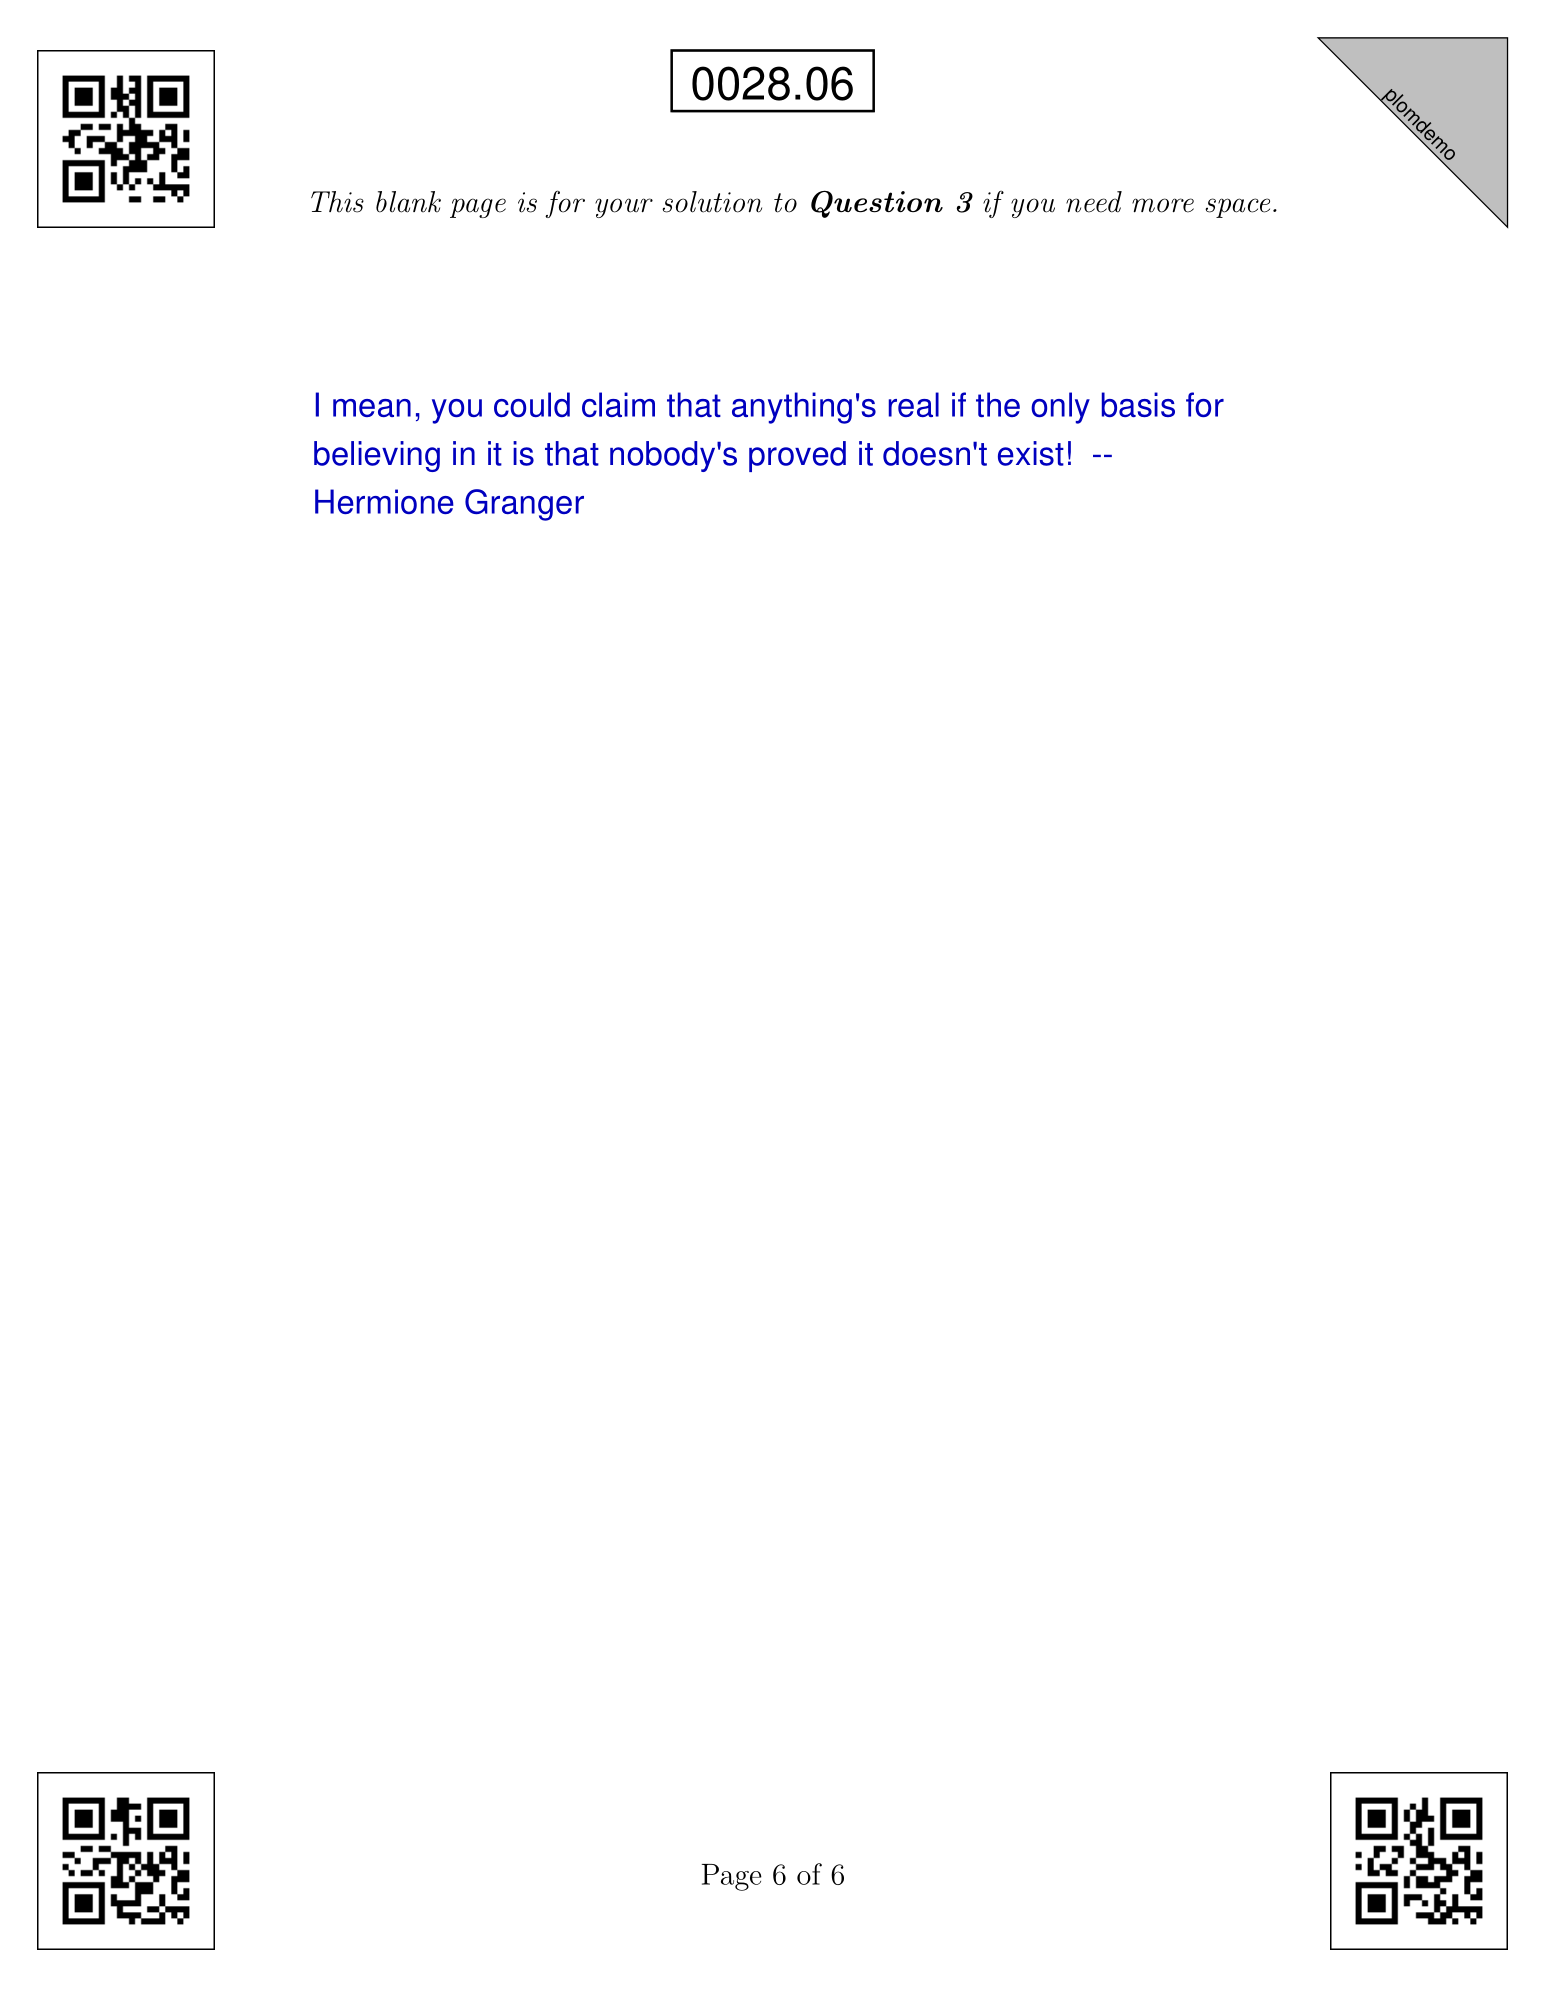 0028.06
plomdemo
This blank page is for your solution to Question 3 if you need more space.
I mean, you could claim that anything's real if the only basis for
believing in it is that nobody's proved it doesn't exist!  --
Hermione Granger
Page 6 of 6